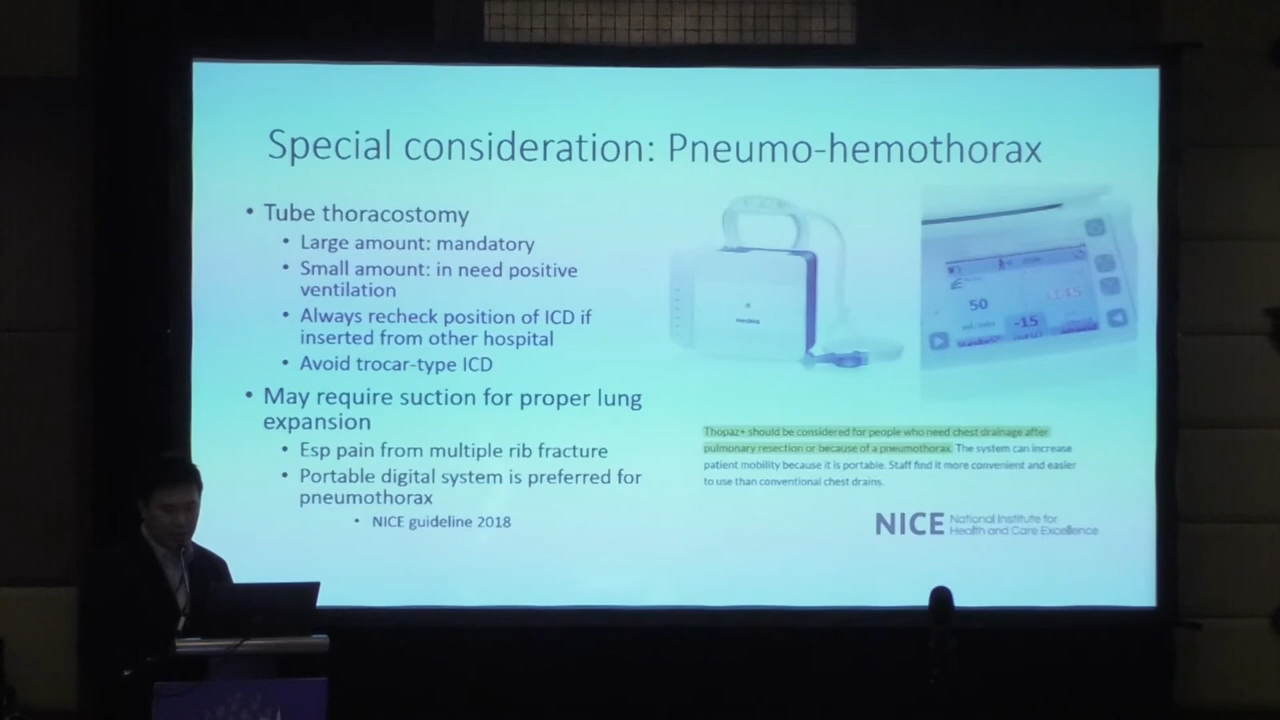 Special consideration: Pneumo-hemothorax
• Tube thoracostomy
• Large amount: mandatory
• Small amount: in need positive
ventilation
• Always recheck position of ICD if
inserted from other hospital
• Avoid trocar-type ICD
• May require suction for proper lung
expansion
• Esp pain from multiple rib fracture
• Portable digital system is preferred for
pneumothorax
• NICE guideline 2018
50
-15
Thopaz+ should be considered for people who need chest drainage after
pulmonary resection or because of a pneumothorax. The system can increase
patient mobility because it is portable. Staff find it more convenient and easier
to use than conventional chest drains.
NICE National Institute for
Health and Care Excellence